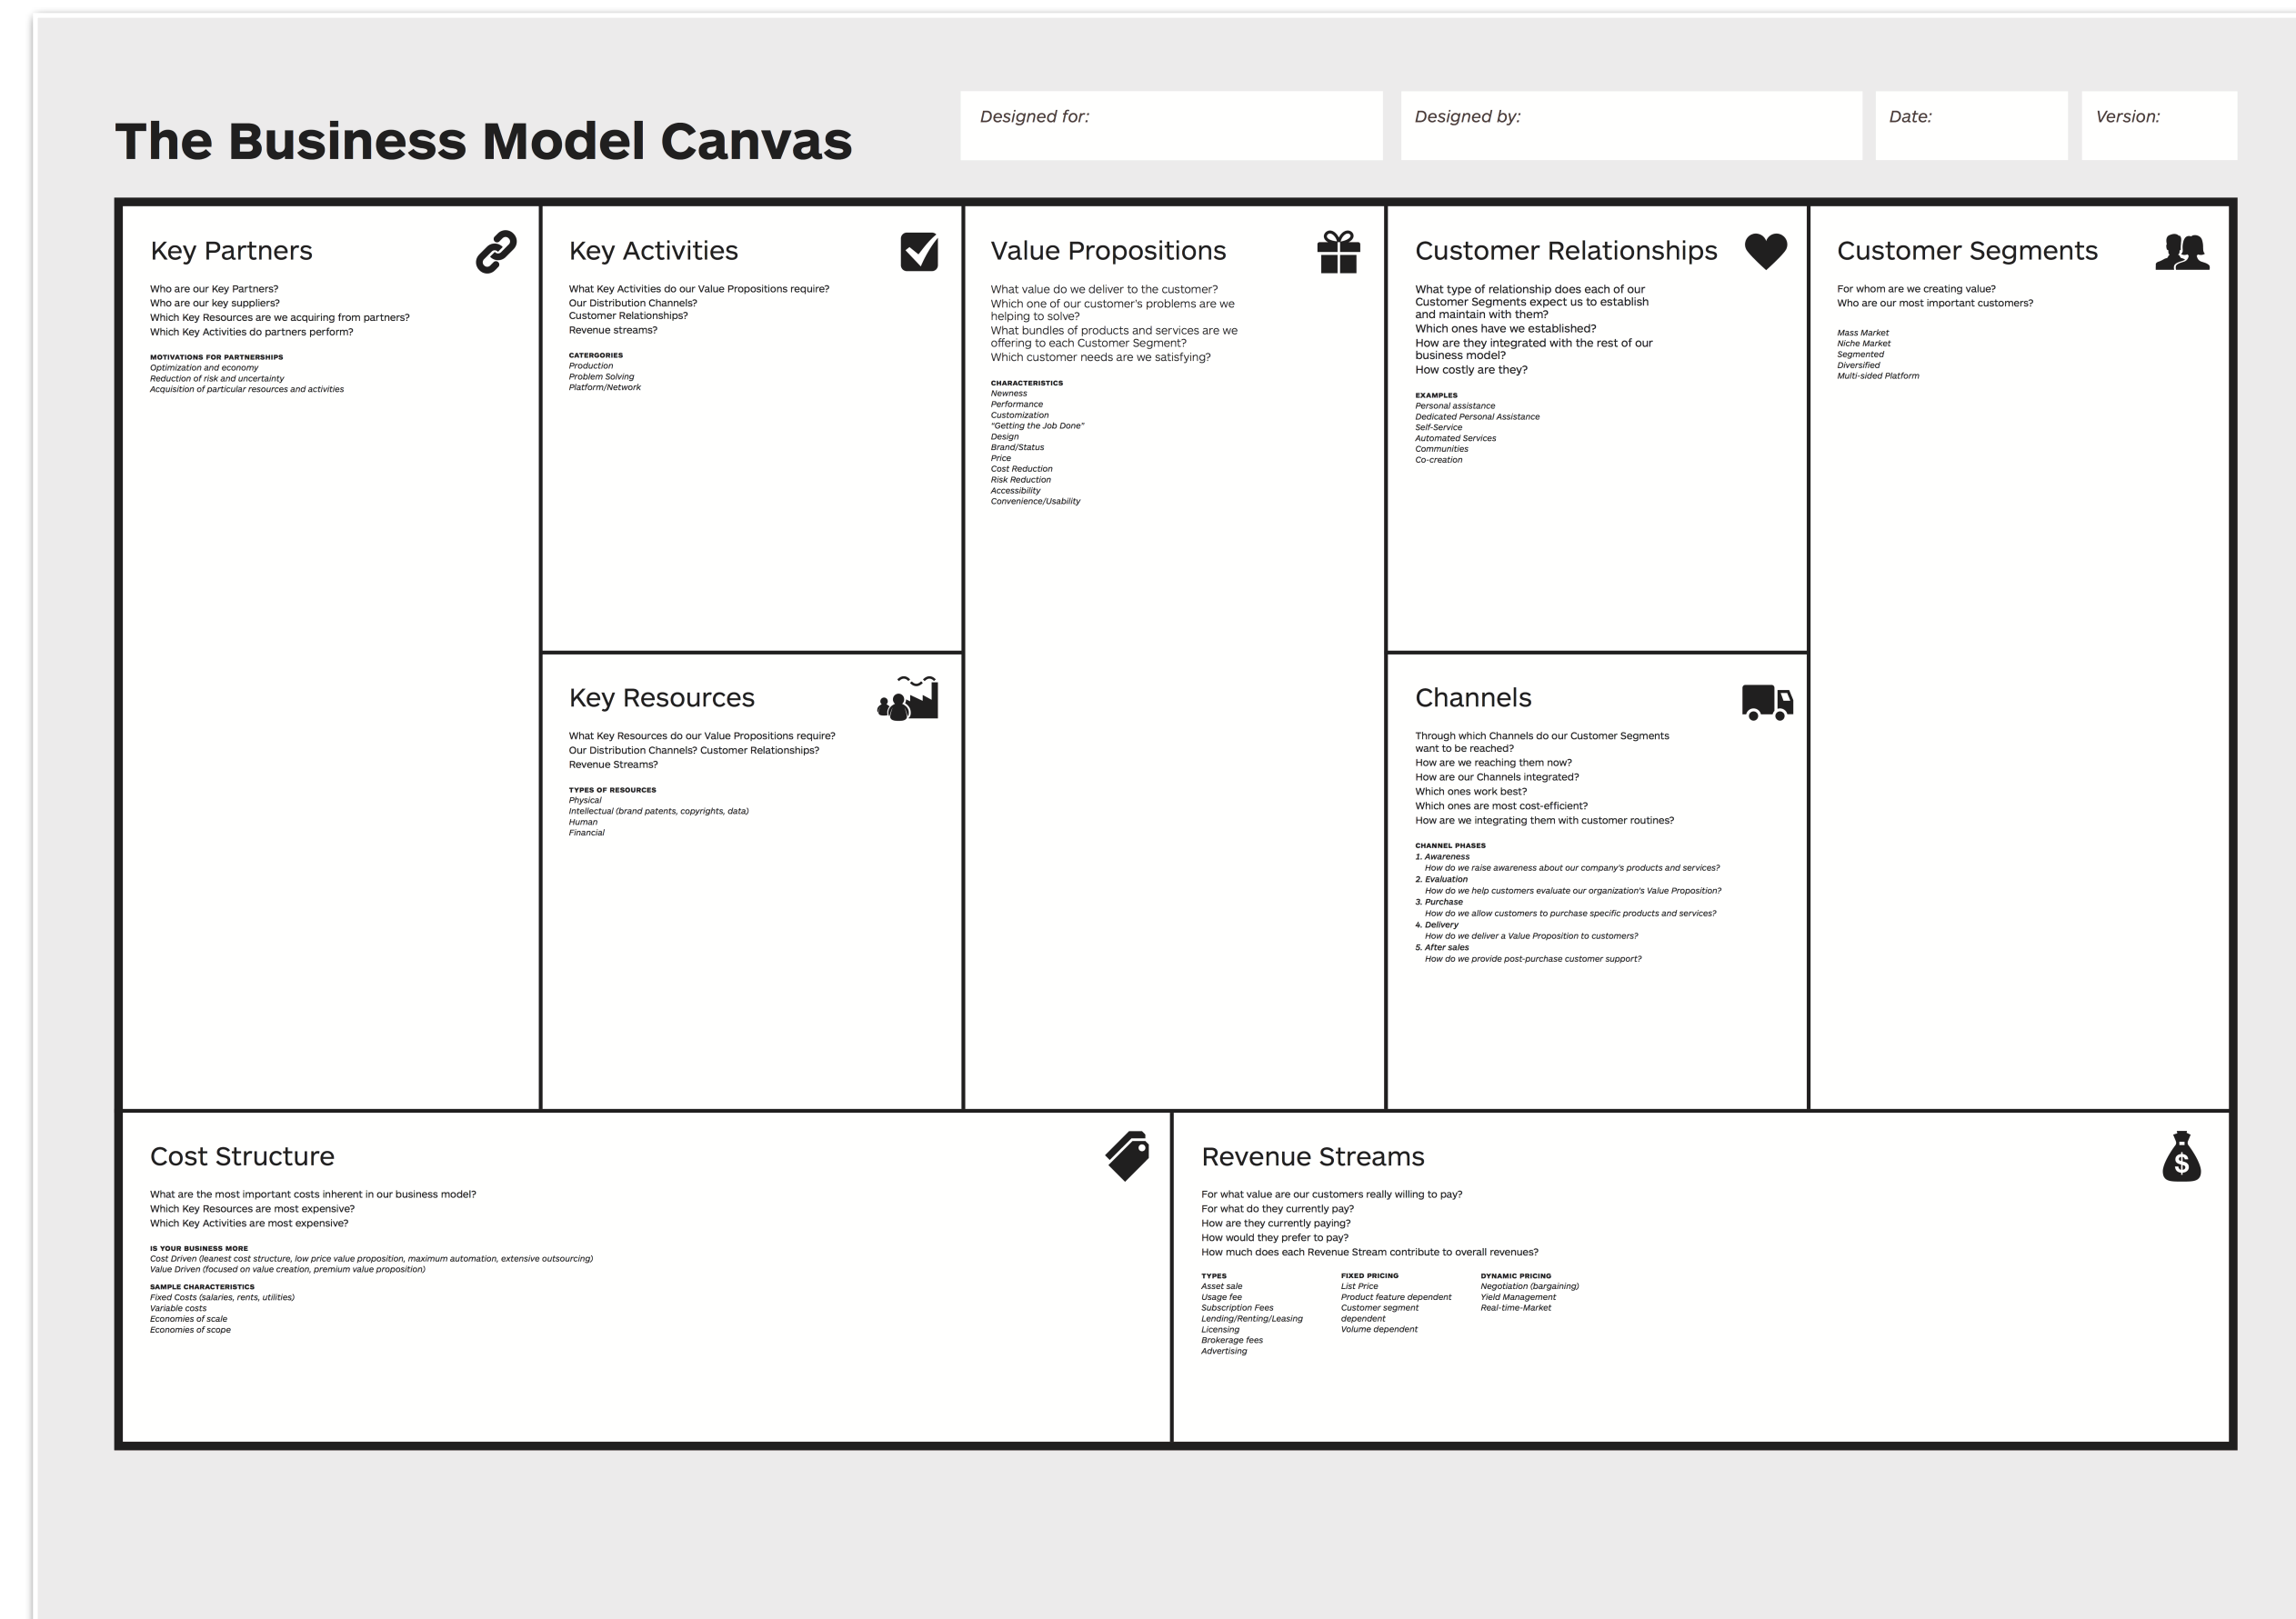 The Business Model Canvas
Designed for:
Designed by:
Date:
Version:
Key Partners
Who are our Key Partners?
Who are our key suppliers?
Which Key Resources are we acquiring from partners?
Which Key Activities do partners perform?
MOTIVATIONS FOR PARTNERSHIPS
Optimization and economy
Reduction of risk and uncertainty
Acquisition of particular resources and activities
Key Activities
What Key Activities do our Value Propositions require?
Our Distribution Channels?
Customer Relationships?
Revenue streams?
CATERGORIES
Production
Problem Solving
Platform/Network
Key Resources
What Key Resources do our Value Propositions require?
Our Distribution Channels? Customer Relationships?
Revenue Streams?
TYPES OF RESOURCES
Physical
Intellectual (brand patents, copyrights, data)
Human
Financial
Value Propositions
What value do we deliver to the customer?
Which one of our customer's problems are we
helping to solve?
What bundles of products and services are we
offering to each Customer Segment?
Which customer needs are we satisfying?
CHARACTERISTICS
Newness
Performance
Customization
"Getting the Job Done"
Design
Brand/Status
Price
Cost Reduction
Risk Reduction
Accessibility
Convenience/Usability
Customer Relationships
What type of relationship does each of our
Customer Segments expect us to establish
and maintain with them?
Which ones have we established?
How are they integrated with the rest of our
business model?
How costly are they?
EXAMPLES
Personal assistance
Dedicated Personal Assistance
Self-Service
Automated Services
Communities
Co-creation
Channels
Through which Channels do our Customer Segments
want to be reached?
How are we reaching them now?
How are our Channels integrated?
Which ones work best?
Which ones are most cost-efficient?
How are we integrating them with customer routines?
CHANNEL PHASES
1. Awareness
How do we raise awareness about our company's products and services?
2. Evaluation
How do we help customers evaluate our organization's Value Proposition?
3. Purchase
How do we allow customers to purchase specific products and services?
4. Delivery
How do we deliver a Value Proposition to customers?
5. After sales
How do we provide post-purchase customer support?
Customer Segments
For whom are we creating value?
Who are our most important customers?
Mass Market
Niche Market
Segmented
Diversified
Multi-sided Platform
Cost Structure
What are the most important costs inherent in our business model?
Which Key Resources are most expensive?
Which Key Activities are most expensive?
IS YOUR BUSINESS MORE
Cost Driven (leanest cost structure, low price value proposition, maximum automation, extensive outsourcing)
Value Driven (focused on value creation, premium value proposition)
SAMPLE CHARACTERISTICS
Fixed Costs (salaries, rents, utilities)
Variable costs
Economies of scale
Economies of scope
Revenue Streams
For what value are our customers really willing to pay?
For what do they currently pay?
How are they currently paying?
How would they prefer to pay?
How much does each Revenue Stream contribute to overall revenues?
TYPES
Asset sale
Usage fee
Subscription Fees
Lending/Renting/Leasing
Licensing
Brokerage fees
Advertising
FIXED PRICING
List Price
Product feature dependent
Customer segment
dependent
Volume dependent
DYNAMIC PRICING
Negotiation (bargaining)
Yield Management
Real-time-Market
$